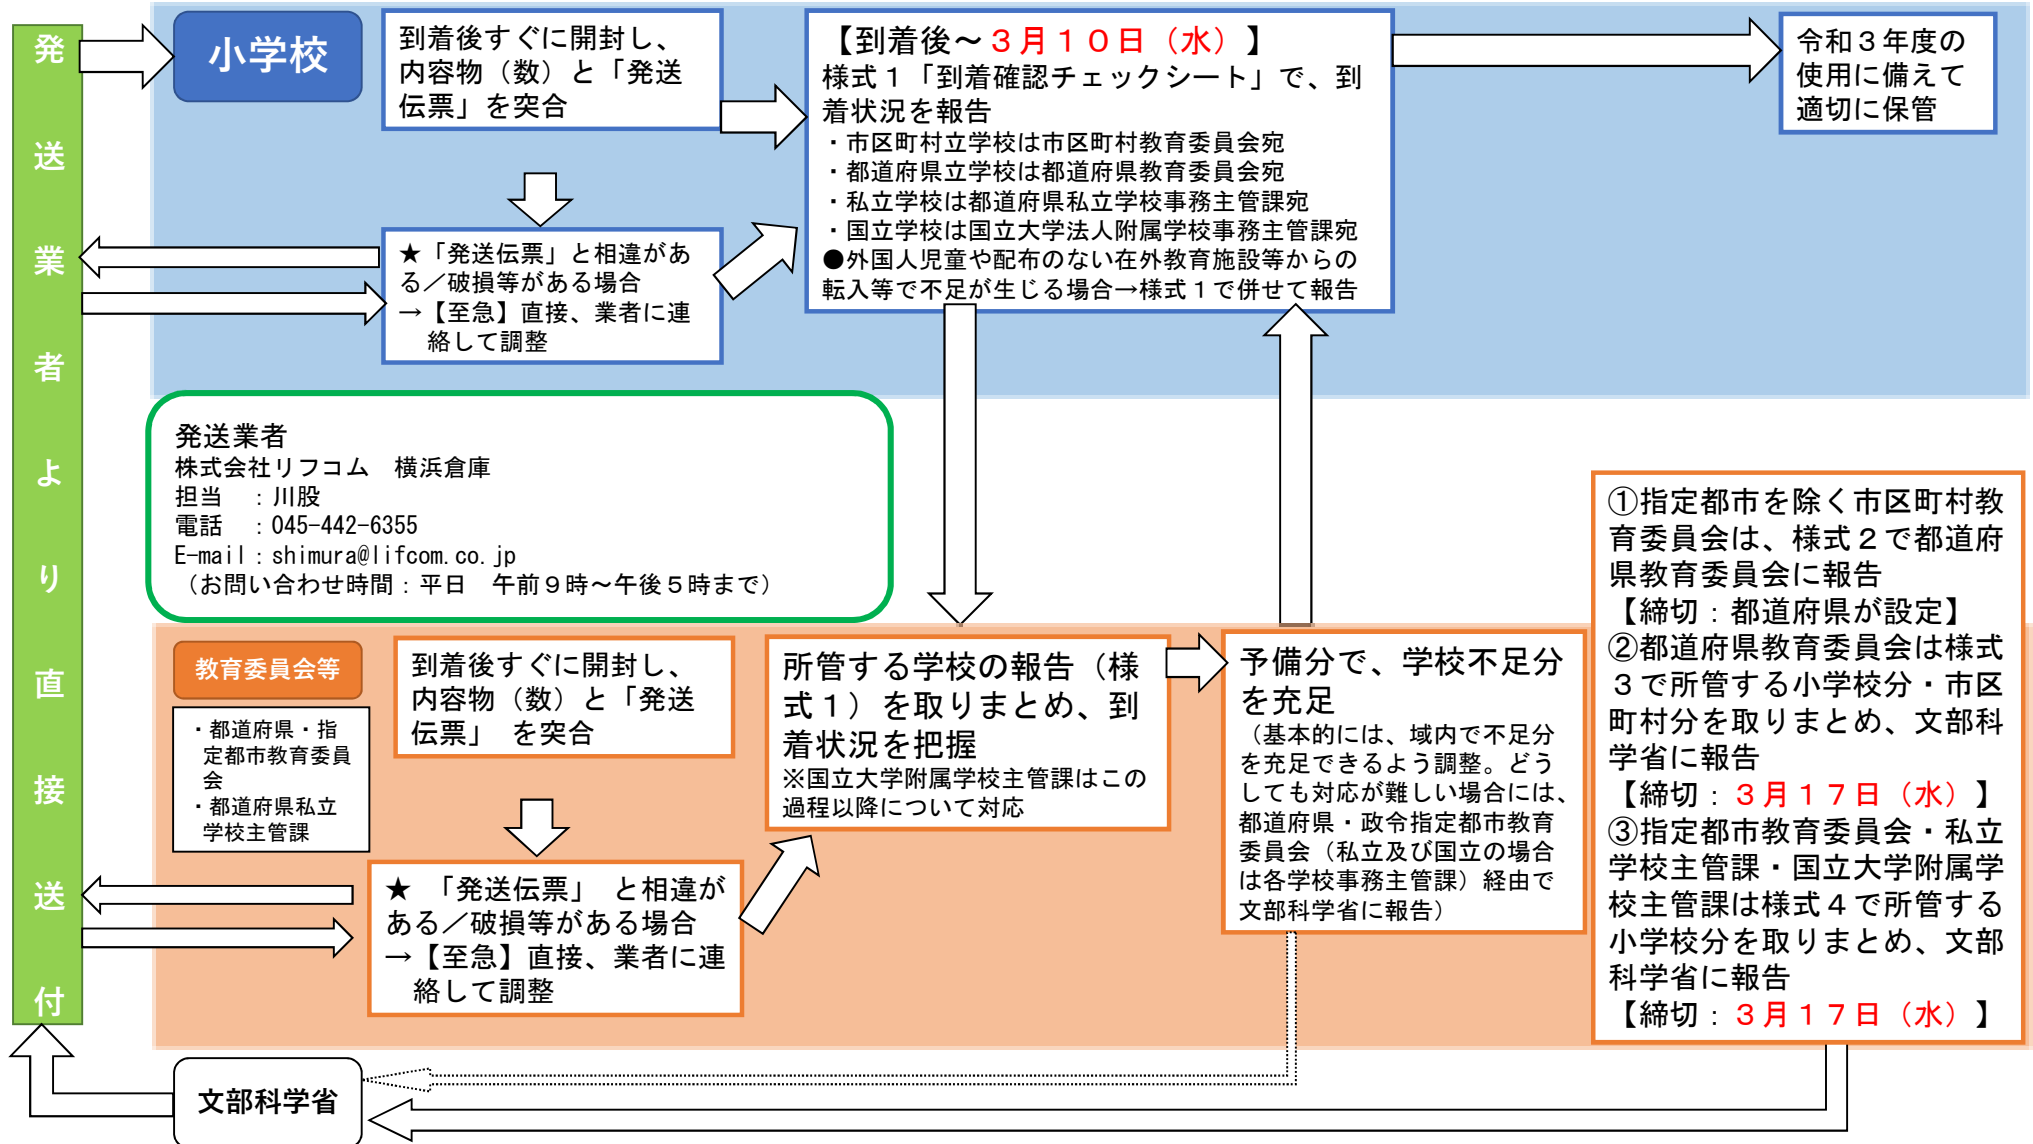 発送業者より直接送付
小学校
到着後すぐに開封し、
内容物（数）と「発送
伝票」を突合
★「発送伝票」と相違があ
る／破損等がある場合
→【至急】直接、業者に連
絡して調整
【到着後～３月１０日（水）】
様式１「到着確認チェックシート」で、到
着状況を報告
・市区町村立学校は市区町村教育委員会宛
・都道府県立学校は都道府県教育委員会宛
・私立学校は都道府県私立学校事務主管課宛
・国立学校は国立大学法人附属学校事務主管課宛
●外国人児童や配布のない在外教育施設等からの
転入等で不足が生じる場合→様式１で併せて報告
令和３年度の
使用に備えて
適切に保管
発送業者
株式会社リフコム　横浜倉庫
担当　：川股
電話　：045-442-6355
E-mail：shimura@lifcom.co.jp
（お問い合わせ時間：平日　午前９時～午後５時まで）
教育委員会等
・都道府県・指
定都市教育委員
会
・都道府県私立
学校主管課
到着後すぐに開封し、
内容物（数）と「発送
伝票」 を突合
★ 「発送伝票」 と相違が
ある／破損等がある場合
→【至急】直接、業者に連
絡して調整
所管する学校の報告（様
式１）を取りまとめ、到
着状況を把握
※国立大学附属学校主管課はこの
過程以降について対応
予備分で、学校不足分
を充足
（基本的には、域内で不足分
を充足できるよう調整。どう
しても対応が難しい場合には、
都道府県・政令指定都市教育
委員会（私立及び国立の場合
は各学校事務主管課）経由で
文部科学省に報告）
①指定都市を除く市区町村教
育委員会は、様式２で都道府
県教育委員会に報告
【締切：都道府県が設定】
②都道府県教育委員会は様式
３で所管する小学校分・市区
町村分を取りまとめ、文部科
学省に報告
【締切：３月１７日（水）】
③指定都市教育委員会・私立
学校主管課・国立大学附属学
校主管課は様式４で所管する
小学校分を取りまとめ、文部
科学省に報告
【締切：３月１７日（水）】
文部科学省